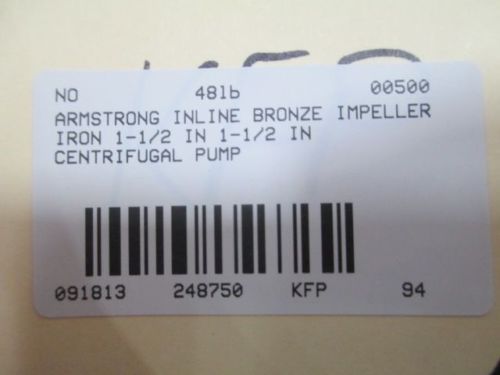 NO 48lb 00500
ARMSTRONG INLINE BRONZE IMPELLER
IRON 1-1/2 IN 1-1/2 IN
CENTRIFUGAL PUMP
091813 248750 KFP 94